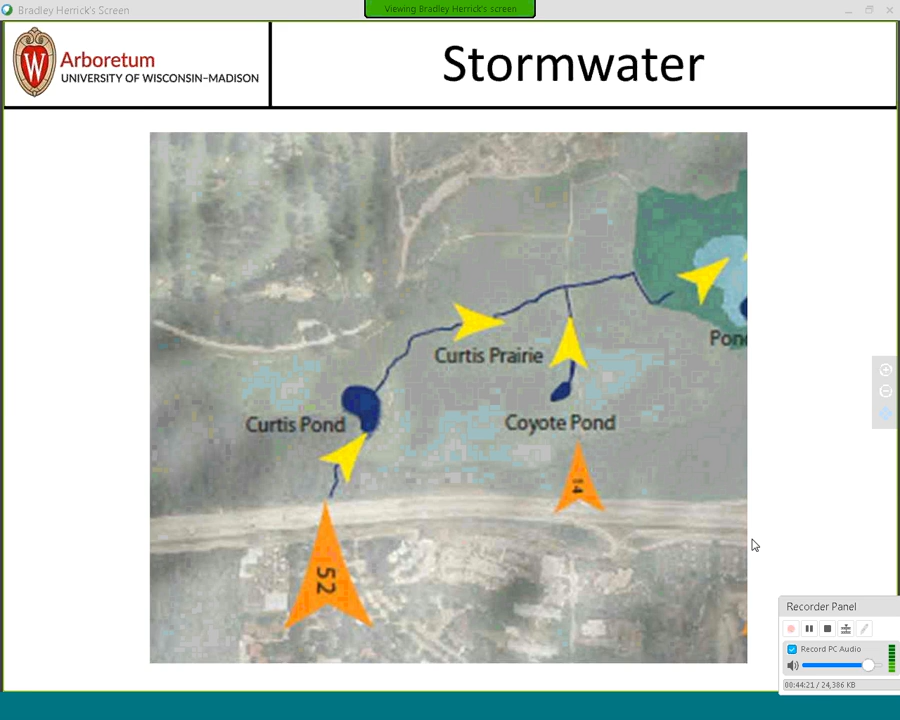 Bradley Herrick's Screen
Viewing Bradley Herrick's screen
W
Arboretum
UNIVERSITY OF WISCONSIN–MADISON
Stormwater
Curtis Prairie
Pond
Curtis Pond
Coyote Pond
14
52
Recorder Panel
Record PC Audio
00:44:21 / 24,386 KB